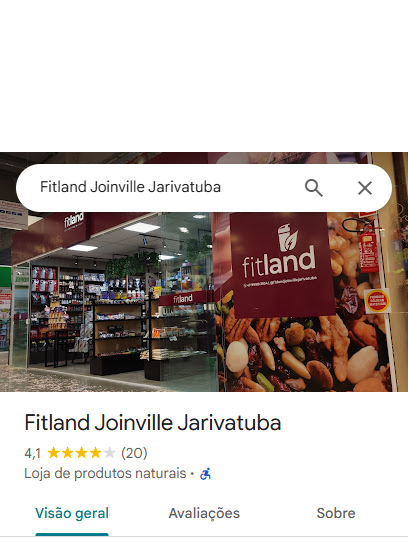 Fitland Joinville Jarivatuba
fitland
fitland
fitland
Fitland Joinville Jarivatuba
4,1 (20)
Loja de produtos naturais ·
Visão geral Avaliações Sobre